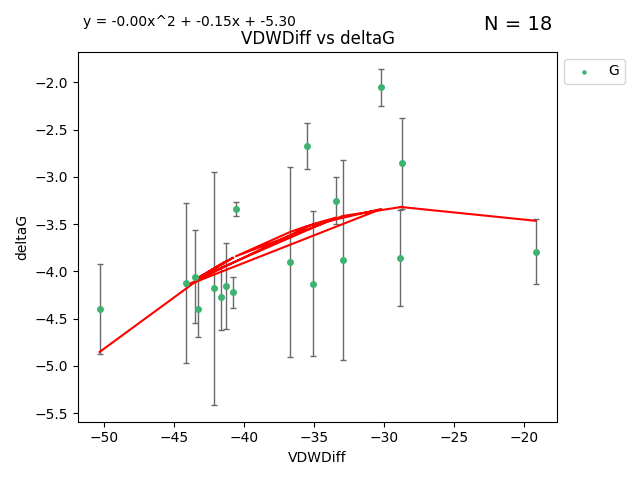 y = -0.00x^2 + -0.15x + -5.30
N = 18
VDWDiff vs deltaG
G
−2.0
−2.5
−3.0
−3.5
−4.0
−4.5
−5.0
−5.5
deltaG
−50 −45 −40 −35 −30 −25 −20
VDWDiff